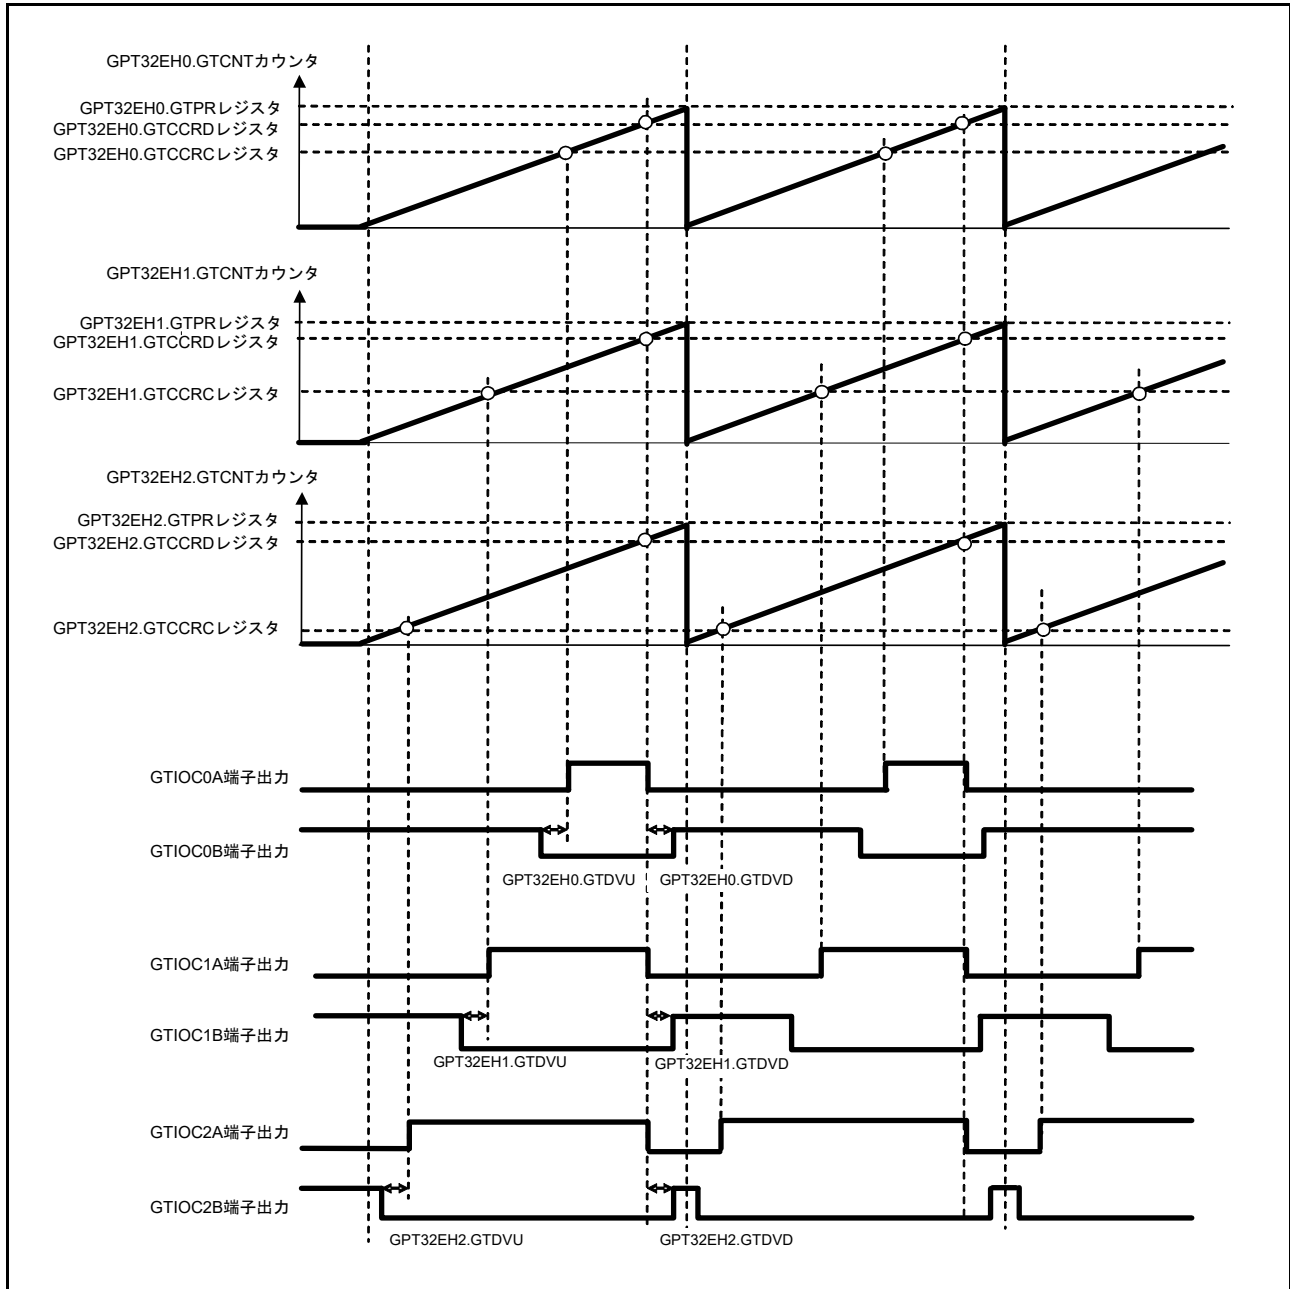 GPT32EH0.GTCNTカウンタ
GPT32EH0.GTPRレジスタ
GPT32EH0.GTCCRDレジスタ
GPT32EH0.GTCCRCレジスタ
GPT32EH1.GTCNTカウンタ
GPT32EH1.GTPRレジスタ
GPT32EH1.GTCCRDレジスタ
GPT32EH1.GTCCRCレジスタ
GPT32EH2.GTCNTカウンタ
GPT32EH2.GTPRレジスタ
GPT32EH2.GTCCRDレジスタ
GPT32EH2.GTCCRCレジスタ
GTIOC0A端子出力
GTIOC0B端子出力
GPT32EH0.GTDVU GPT32EH0.GTDVD
GTIOC1A端子出力
GTIOC1B端子出力
GPT32EH1.GTDVU GPT32EH1.GTDVD
GTIOC2A端子出力
GTIOC2B端子出力
GPT32EH2.GTDVU GPT32EH2.GTDVD